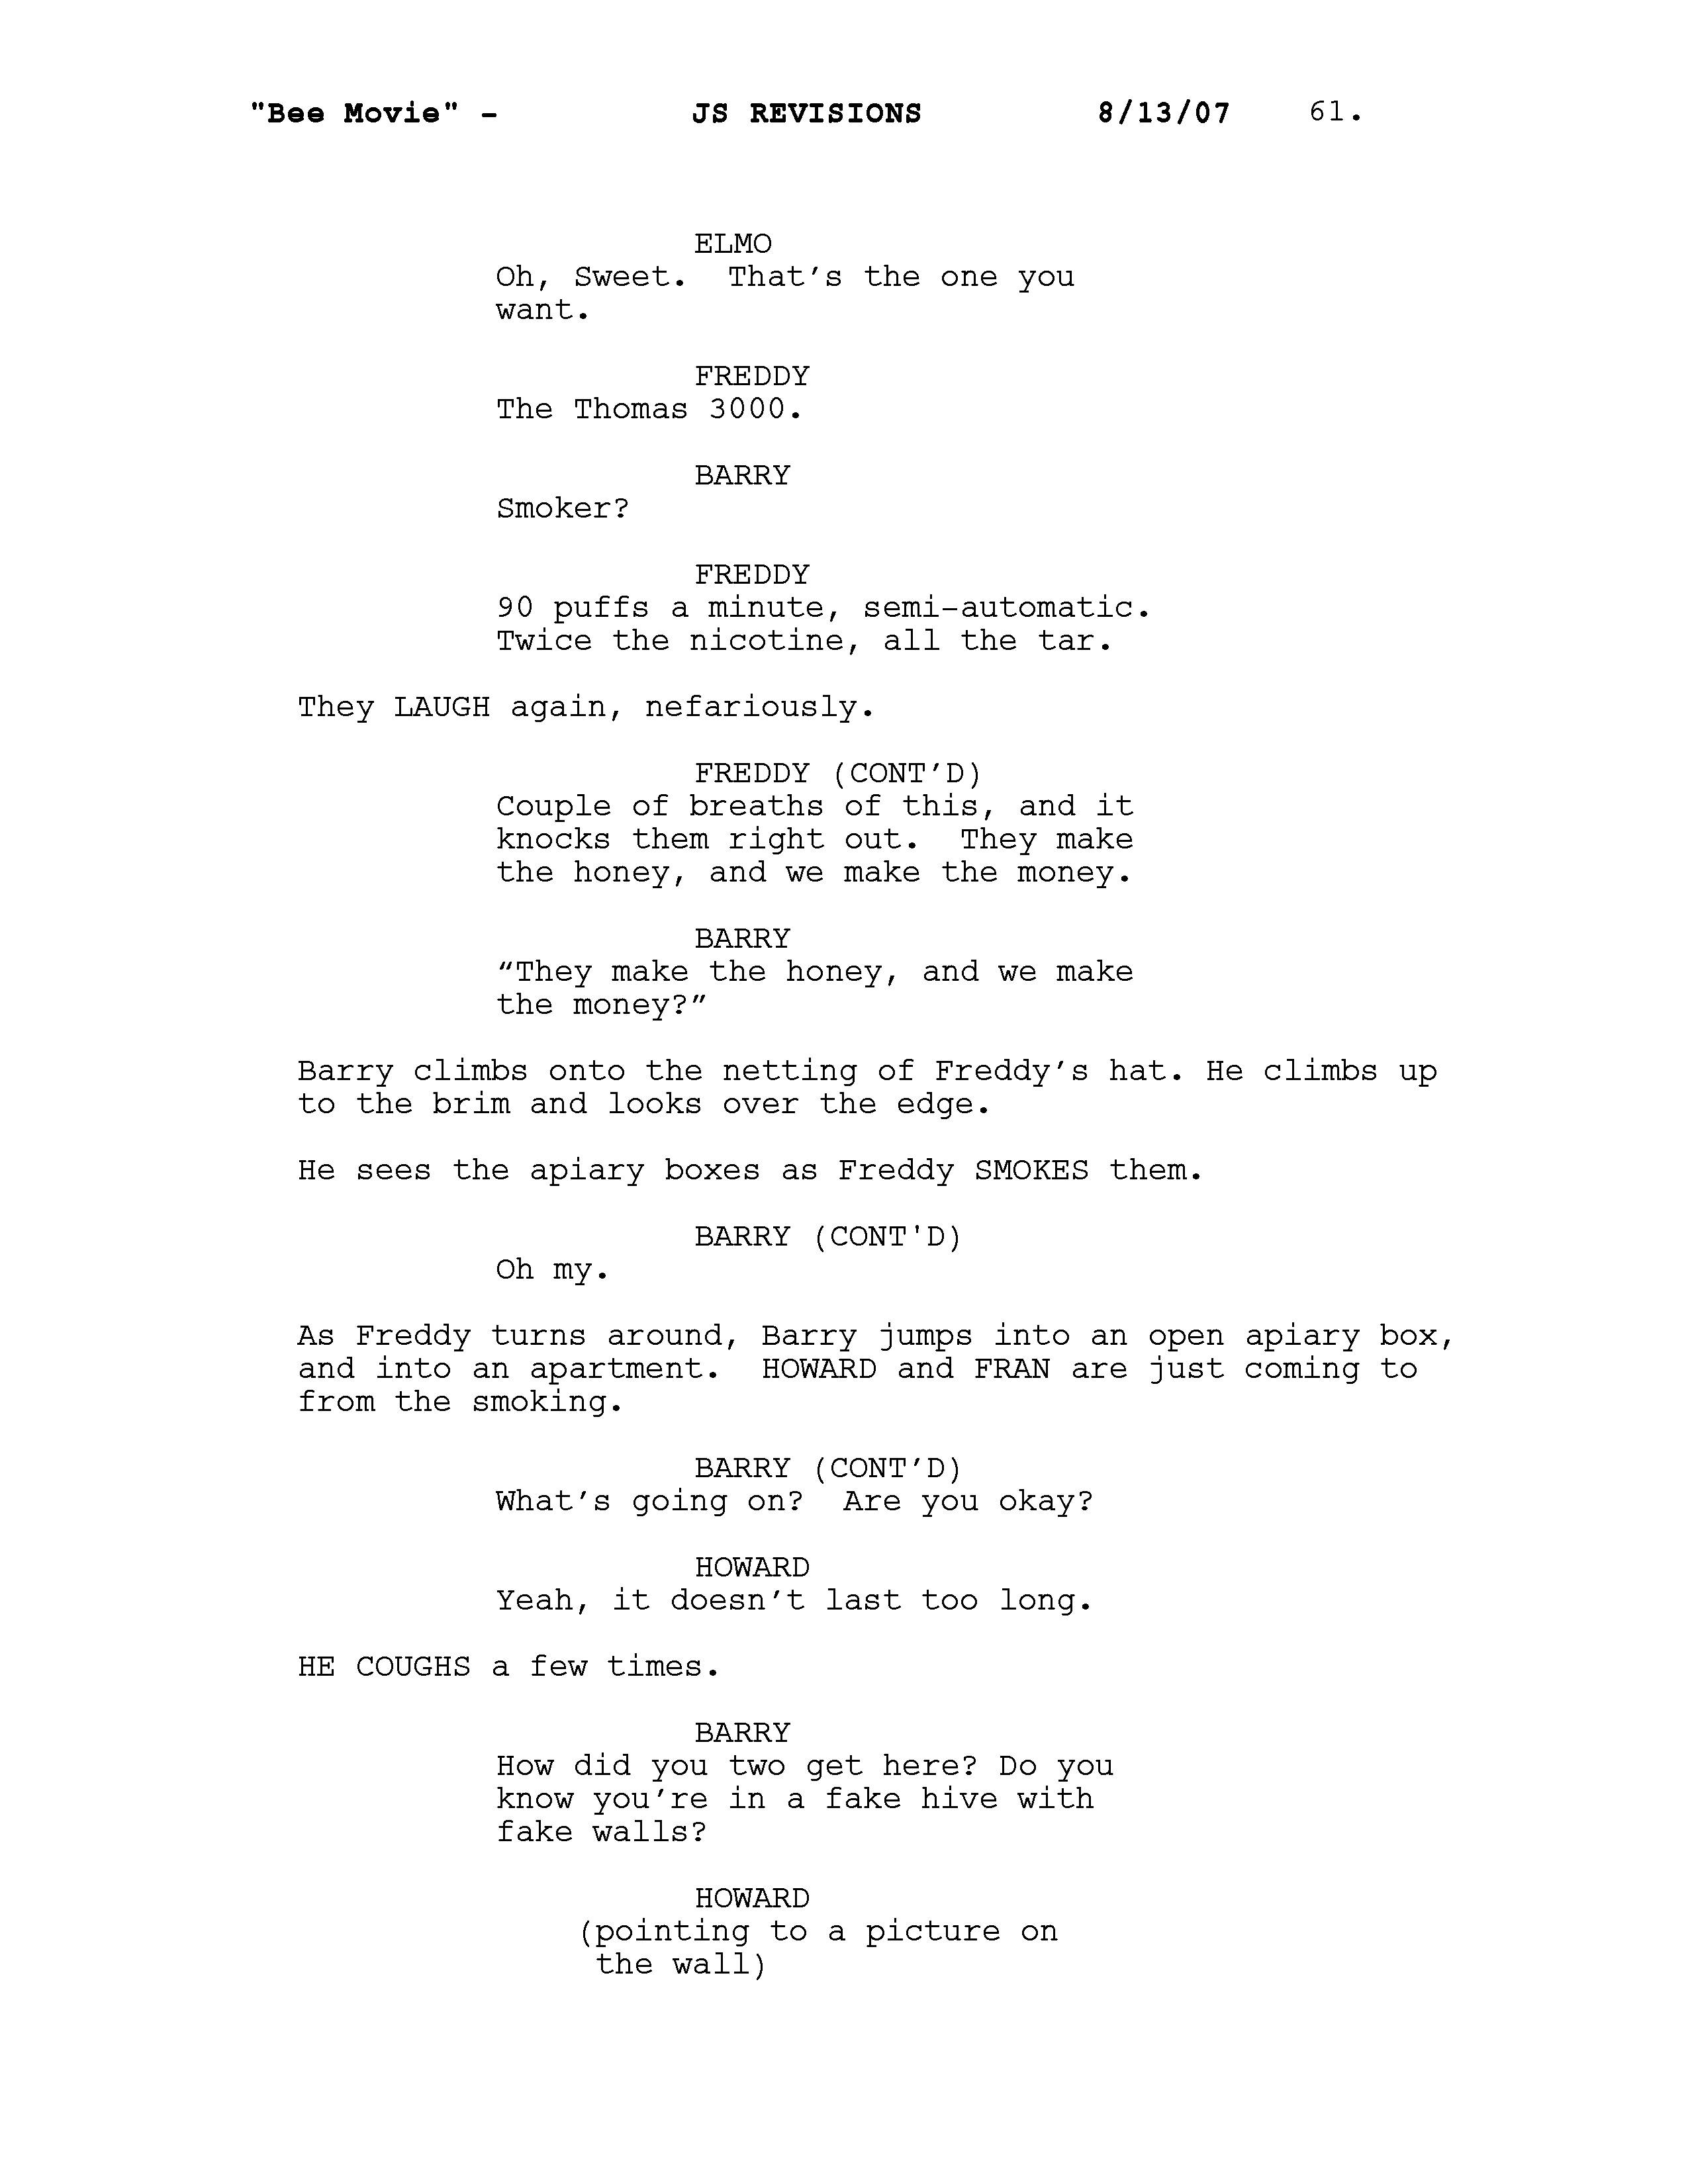 "Bee Movie" - JS REVISIONS 8/13/07 61.
ELMO
Oh, Sweet.  That’s the one you
want.
FREDDY
The Thomas 3000.
BARRY
Smoker?
FREDDY
90 puffs a minute, semi-automatic.
Twice the nicotine, all the tar.
They LAUGH again, nefariously.
FREDDY (CONT’D)
Couple of breaths of this, and it
knocks them right out.  They make
the honey, and we make the money.
BARRY
“They make the honey, and we make
the money?”
Barry climbs onto the netting of Freddy’s hat. He climbs up
to the brim and looks over the edge.
He sees the apiary boxes as Freddy SMOKES them.
BARRY (CONT'D)
Oh my.
As Freddy turns around, Barry jumps into an open apiary box,
and into an apartment.  HOWARD and FRAN are just coming to
from the smoking.
BARRY (CONT’D)
What’s going on?  Are you okay?
HOWARD
Yeah, it doesn’t last too long.
HE COUGHS a few times.
BARRY
How did you two get here? Do you
know you’re in a fake hive with
fake walls?
HOWARD
(pointing to a picture on
the wall)